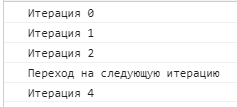 Итерация 0
Итерация 1
Итерация 2
Переход на следующую итерацию
Итерация 4